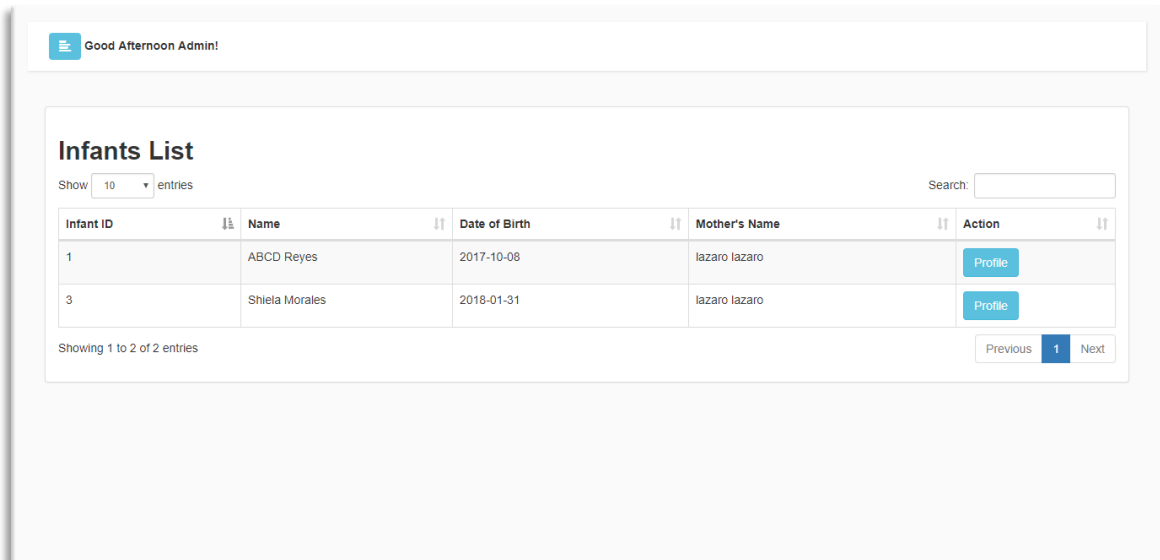 Good Afternoon Admin!
Infants List
Show 10 entries Search:
Infant ID Name Date of Birth Mother's Name Action
1 ABCD Reyes 2017-10-08 lazaro lazaro Profile
3 Shiela Morales 2018-01-31 lazaro lazaro Profile
Showing 1 to 2 of 2 entries Previous 1 Next